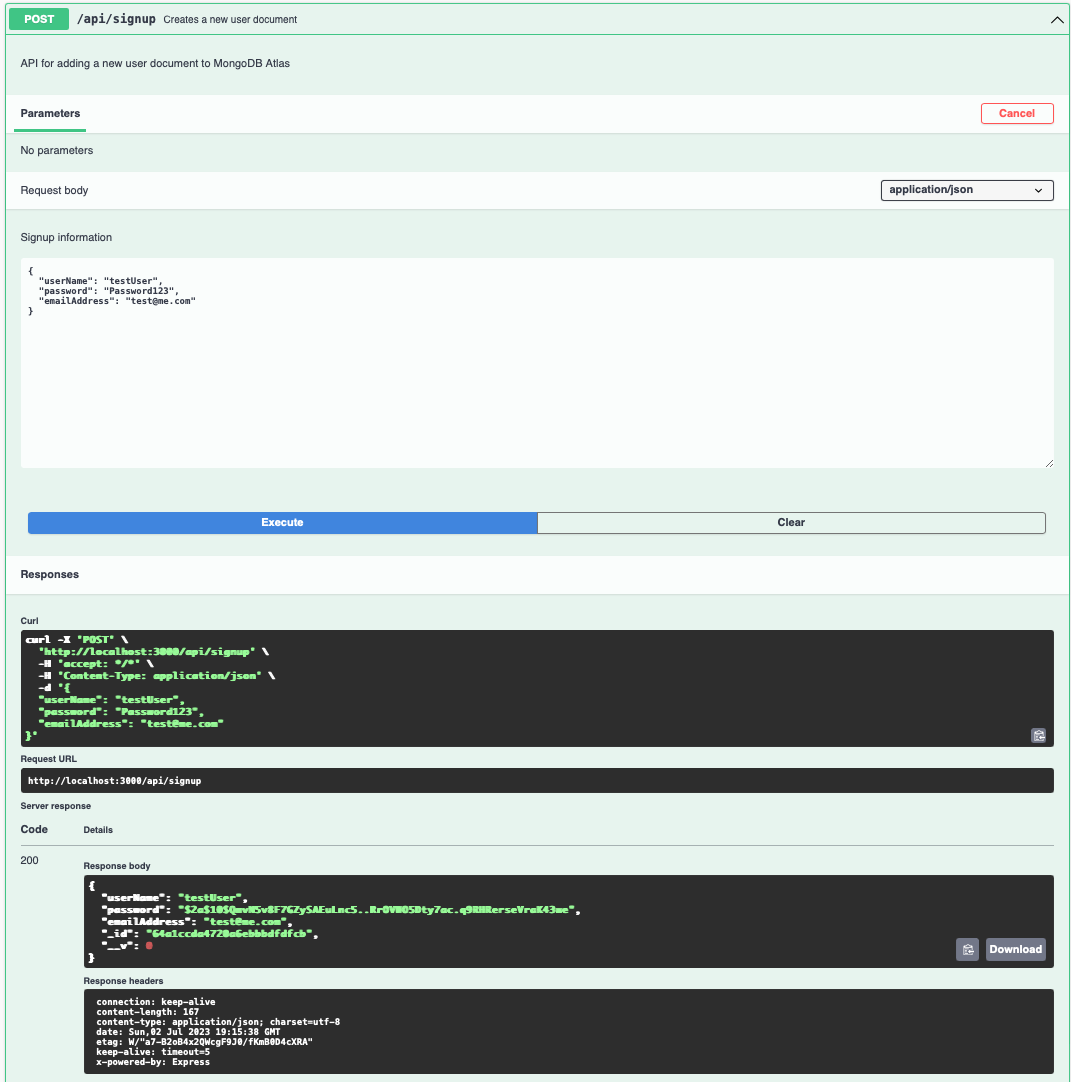 POST /api/signup Creates a new user document
API for adding a new user document to MongoDB Atlas
Parameters
Cancel
No parameters
Request body
application/json
Signup information
{
"userName": "testUser",
"password": "Password123",
"emailAddress": "test@me.com"
}
Execute
Clear
Responses
Curl
curl -X 'POST' \
'http://localhost:3000/api/signup' \
-H 'accept: */*' \
-H 'Content-Type: application/json' \
-d '{
"userName": "testUser",
"password": "Password123",
"emailAddress": "test@me.com"
}'
Request URL
http://localhost:3000/api/signup
Server response
Code Details
200
Response body
{
"userName": "testUser",
"password":
"emailAddress": "test@me.com",
"_id":
"__v": 0
}
Download
Response headers
connection: keep-alive
content-length: 167
content-type: application/json; charset=utf-8
date: Sun,02 Jul 2023 19:15:38 GMT
etag: W/"a7-B2oB4x2QWcgF9J0/fKmB0D4cXRA"
keep-alive: timeout=5
x-powered-by: Express